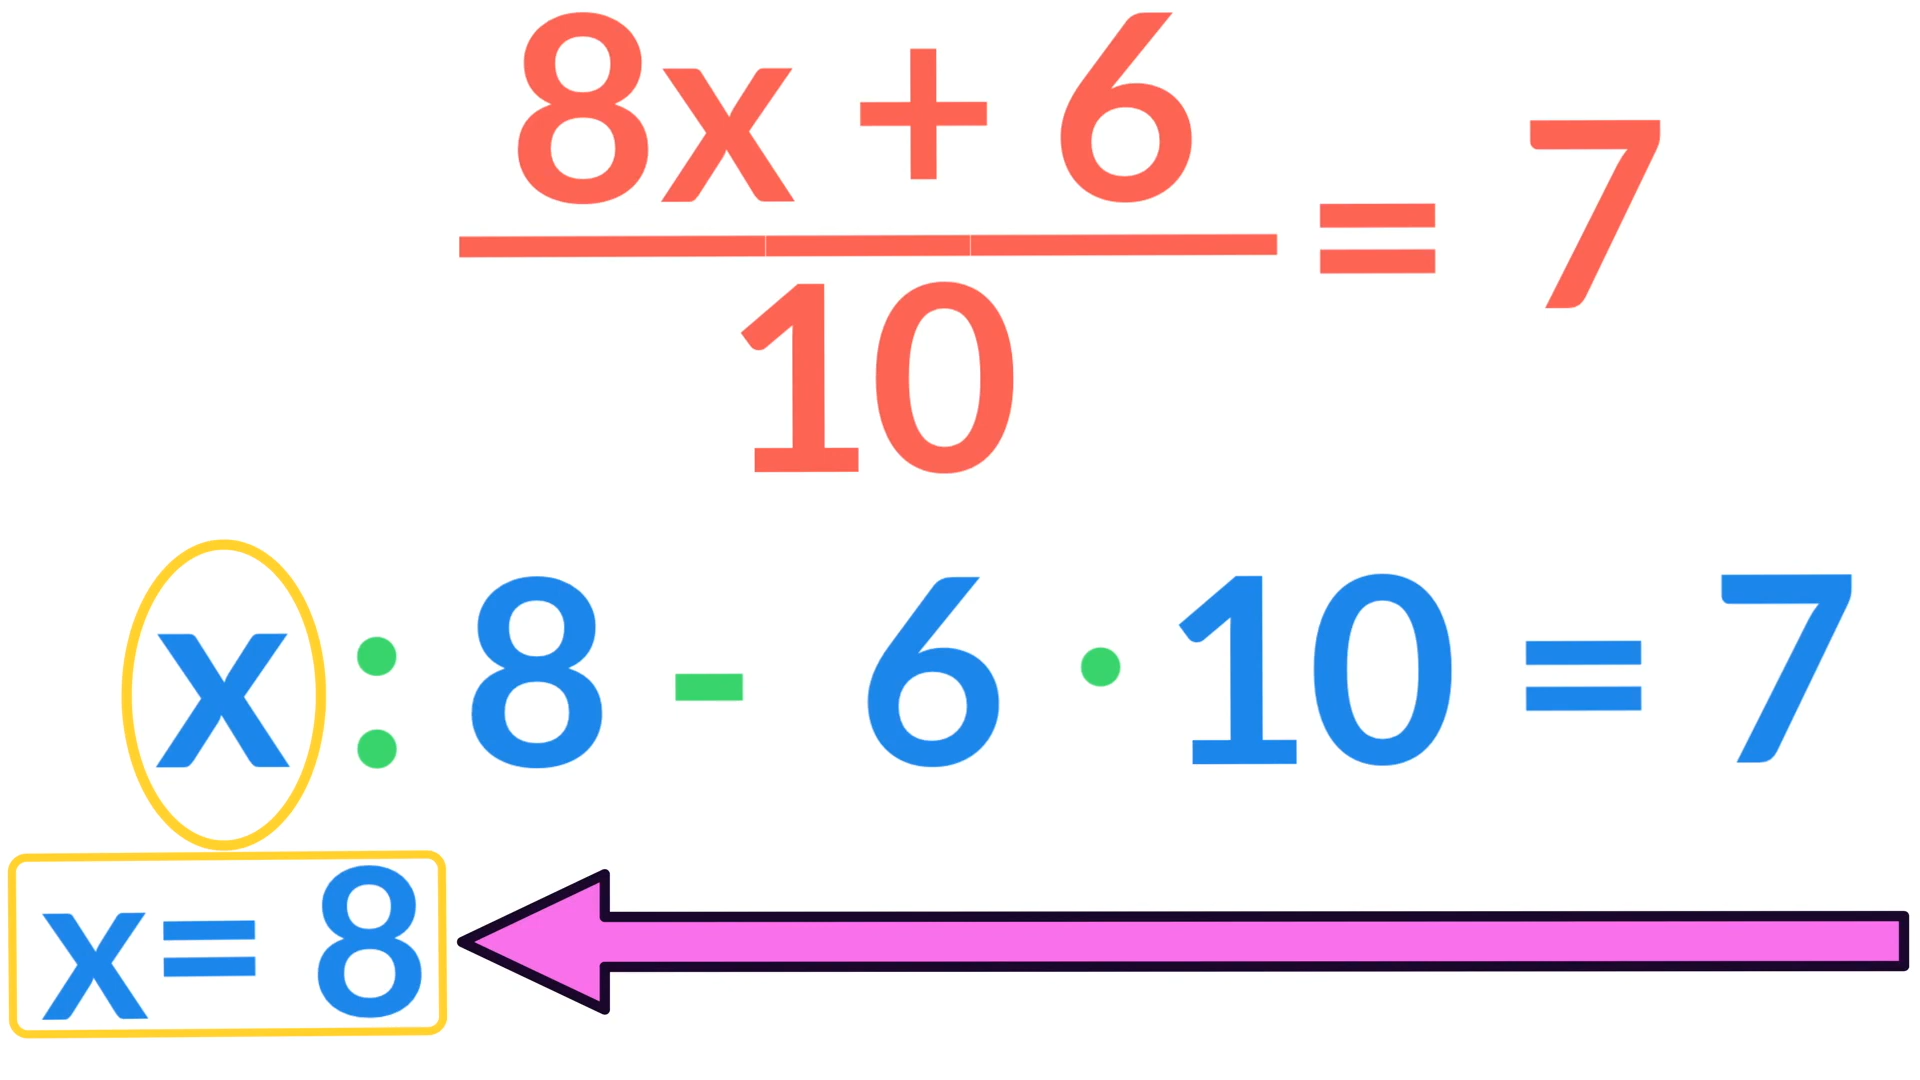 8x + 6
10
= 7
x : 8 - 6 · 10 = 7
x= 8